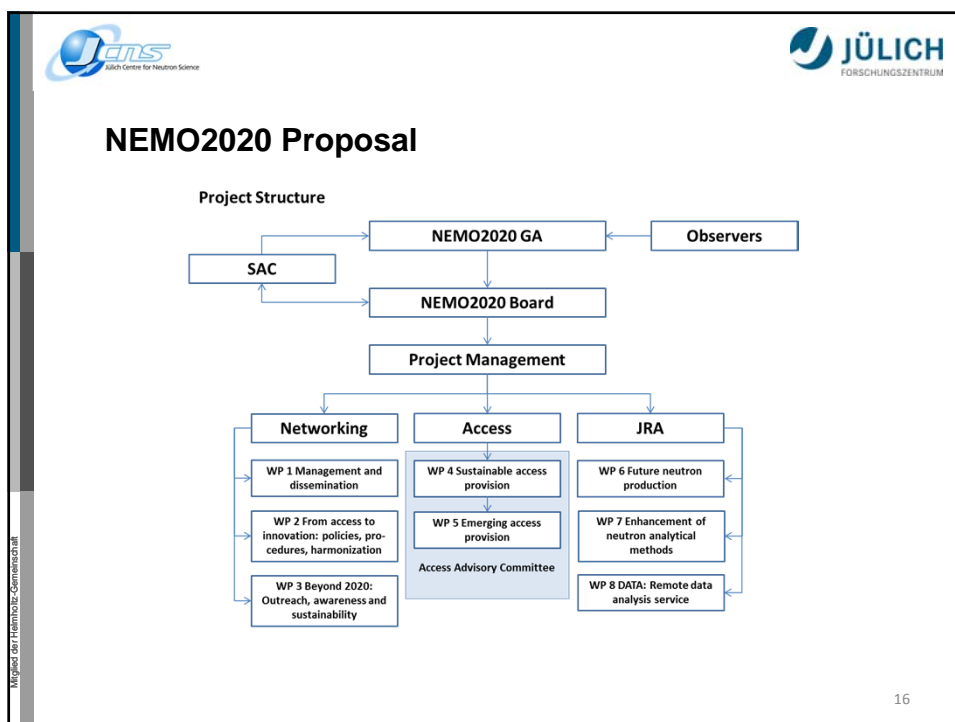 JCNS
Jülich Centre for Neutron Science
JÜLICH
FORSCHUNGSZENTRUM
NEMO2020 Proposal
Project Structure
NEMO2020 GA
Observers
SAC
NEMO2020 Board
Project Management
Networking
Access
JRA
WP 1 Management and
dissemination
WP 2 From access to
innovation: policies, pro-
cedures, harmonization
WP 3 Beyond 2020:
Outreach, awareness and
sustainability
WP 4 Sustainable access
provision
WP 5 Emerging access
provision
Access Advisory Committee
WP 6 Future neutron
production
WP 7 Enhancement of
neutron analytical
methods
WP 8 DATA: Remote data
analysis service
Mitglied der Helmholtz-Gemeinschaft
16